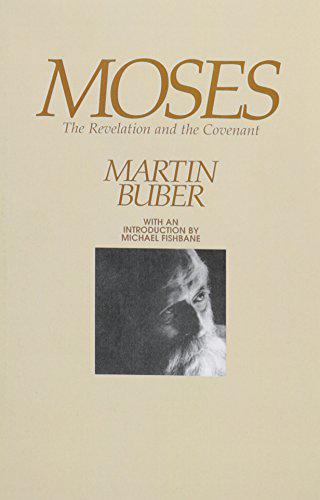 MOSES
The Revelation and the Covenant
MARTIN
BUBER
WITH AN
INTRODUCTION BY
MICHAEL FISHBANE